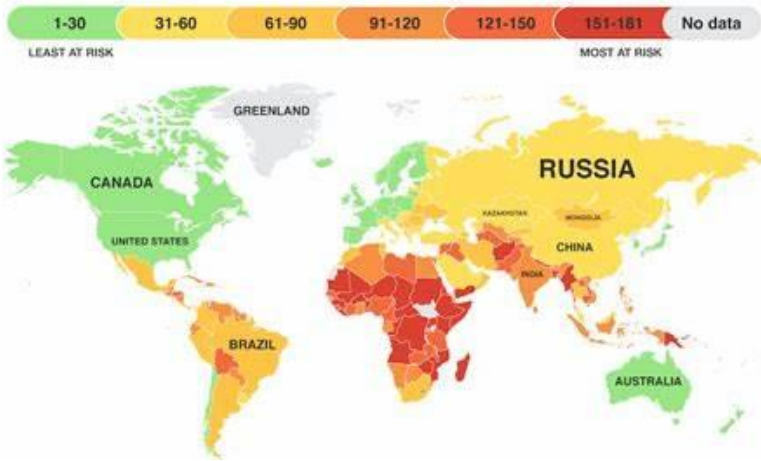 1-30 31-60 61-90 91-120 121-150 151-181 No data
LEAST AT RISK MOST AT RISK
GREENLAND
RUSSIA
CANADA
KAZAKHSTAN MONGOLIA
UNITED STATES
CHINA
INDIA
BRAZIL
AUSTRALIA